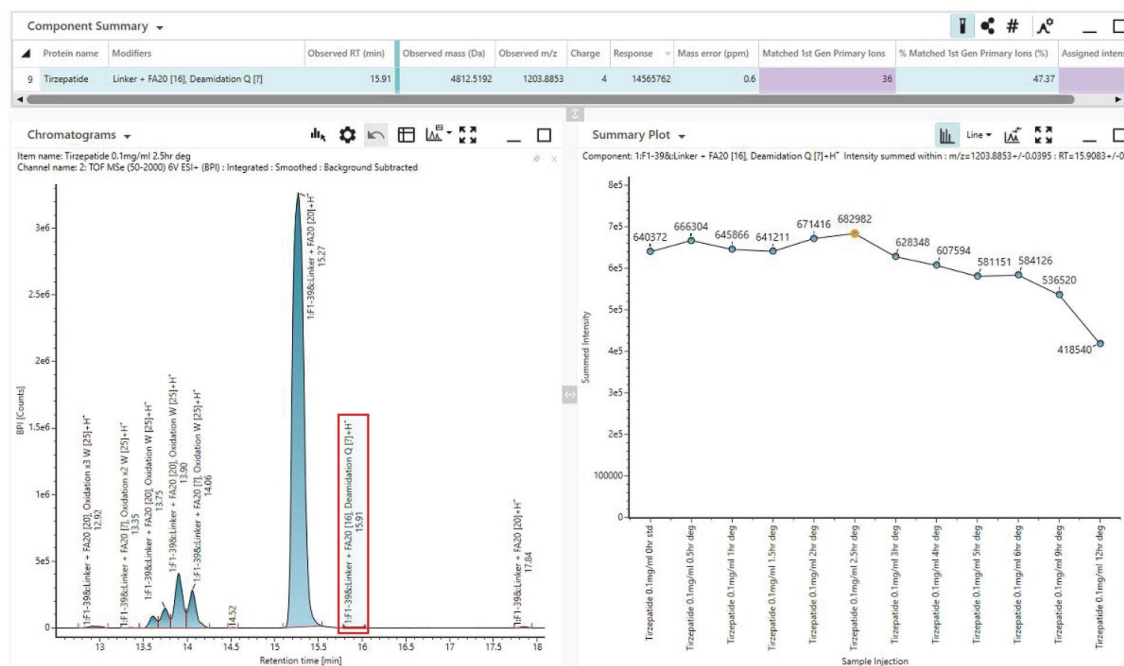 Component Summary
Protein name Modifiers Observed RT (min) Observed mass (Da) Observed m/z Charge Response Mass error (ppm) Matched 1st Gen Primary Ions % Matched 1st Gen Primary Ions (%) Assigned intens
9 Tirzepatide Linker + FA20 [16], Deamidation Q [?] 15.91 4812.5192 1203.8853 4 14565762 0.6 36 47.37
Chromatograms
Item name: Tirzepatide 0.1mg/ml 2.5hr deg
Channel name: 2: TOF MSe (50-2000) 6V ESI+ (BPI) : Integrated : Smoothed : Background Subtracted
BPI [Counts]
3e6
2.5e6
2e6
1.5e6
1e6
5e5
0
1:F1-39&εLinker + FA20 [20], Oxidation x3 W [25]+H⁺
12.92
1:F1-39&εLinker + FA20 [?], Oxidation x2 W [25]+H⁺
13.35
1:F1-39&εLinker + FA20 [20], Oxidation W [25]+H⁺
13.75
1:F1-39&εLinker + FA20 [20], Oxidation W [25]+H⁺
13.90
1:F1-39&εLinker + FA20 [?], Oxidation W [25]+H⁺
14.06
14.52
1:F1-39&εLinker + FA20 [20]+H⁺
15.27
1:F1-39&εLinker + FA20 [16], Deamidation Q [?]+H⁺
15.91
1:F1-39&εLinker + FA20 [20]+H⁺
17.84
13 13.5 14 14.5 15 15.5 16 16.5 17 17.5 18
Retention time [min]
Summary Plot
Line
Component: 1:F1-39&εLinker + FA20 [16], Deamidation Q [?]+H⁺ Intensity summed within : m/z=1203.8853+/-0.0395 : RT=15.9083+/-0
Summed Intensity
8e5
7e5
6e5
5e5
4e5
100000
0
640372
666304
645866
641211
671416
682982
628348
607594
581151
584126
536520
418540
Tirzepatide 0.1mg/ml 0hr std
Tirzepatide 0.1mg/ml 0.5hr deg
Tirzepatide 0.1mg/ml 1hr deg
Tirzepatide 0.1mg/ml 1.5hr deg
Tirzepatide 0.1mg/ml 2hr deg
Tirzepatide 0.1mg/ml 2.5hr deg
Tirzepatide 0.1mg/ml 3hr deg
Tirzepatide 0.1mg/ml 4hr deg
Tirzepatide 0.1mg/ml 5hr deg
Tirzepatide 0.1mg/ml 6hr deg
Tirzepatide 0.1mg/ml 9hr deg
Tirzepatide 0.1mg/ml 12hr deg
Sample Injection